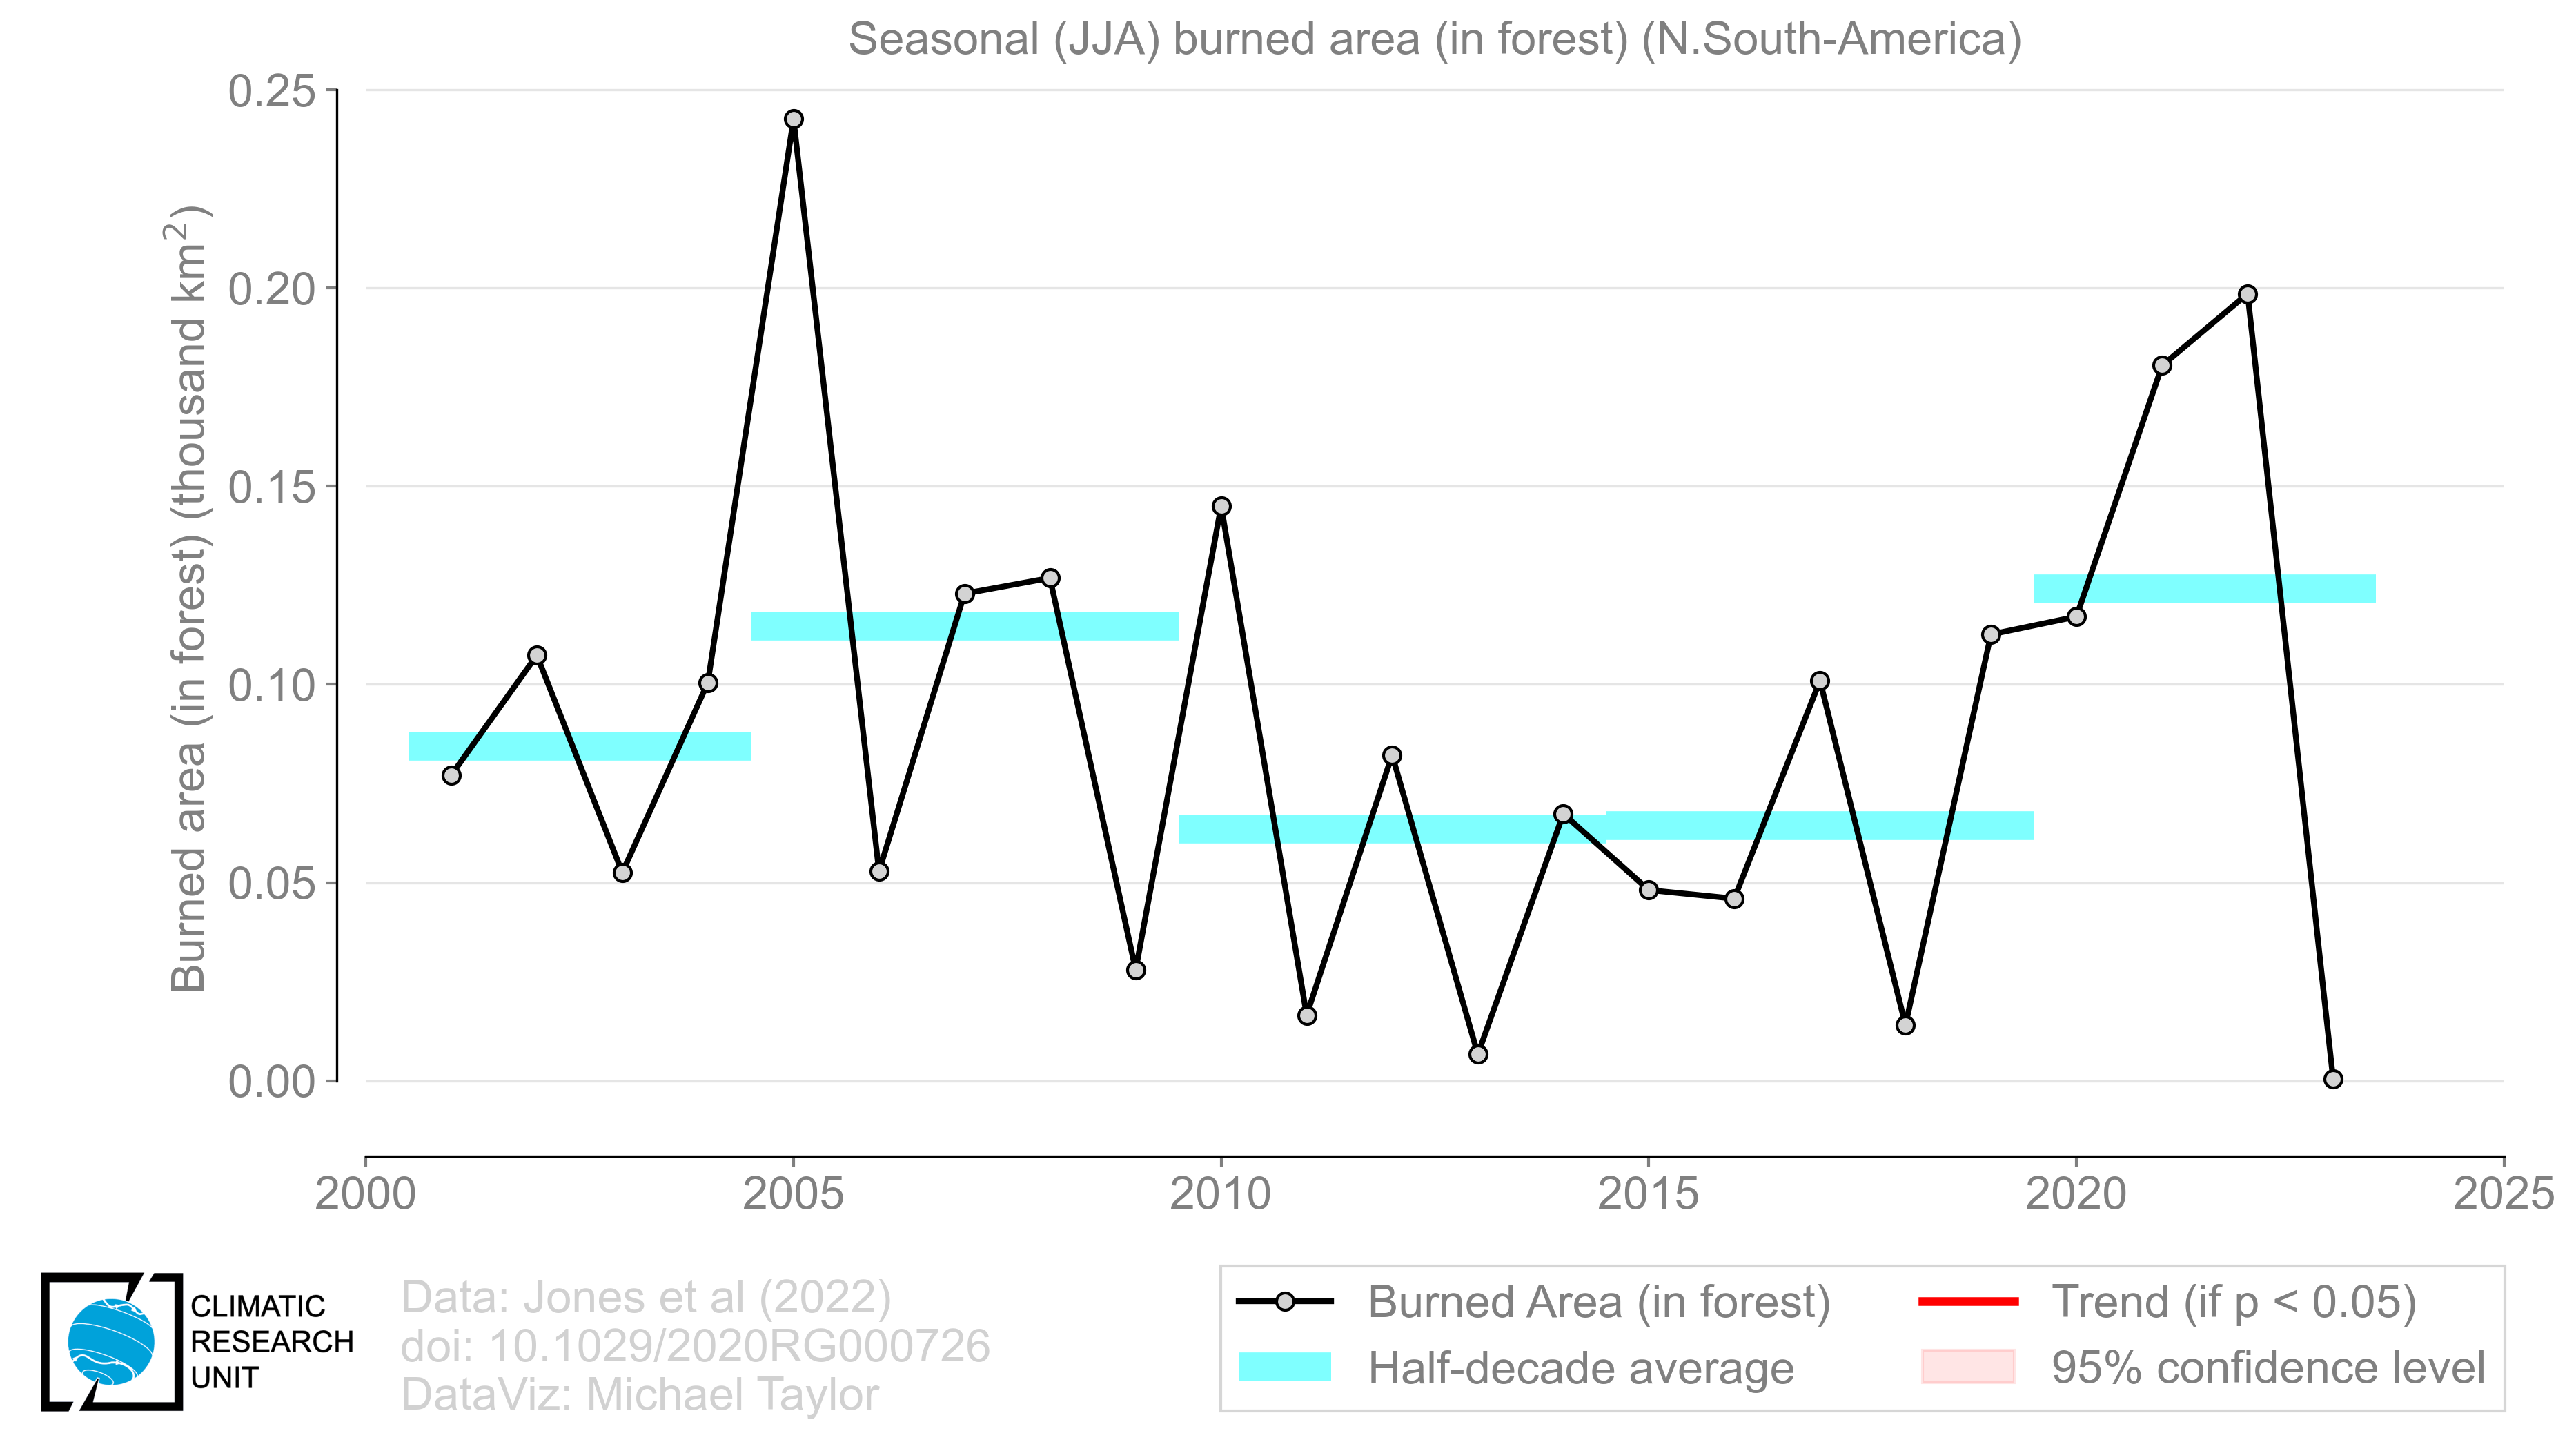 Seasonal (JJA) burned area (in forest) (N.South-America)
Burned area (in forest) (thousand km²)
0.25
0.20
0.15
0.10
0.05
0.00
2000 2005 2010 2015 2020 2025
CLIMATIC
RESEARCH
UNIT
Data: Jones et al (2022)
doi: 10.1029/2020RG000726
DataViz: Michael Taylor
Burned Area (in forest)
Half-decade average
Trend (if p < 0.05)
95% confidence level